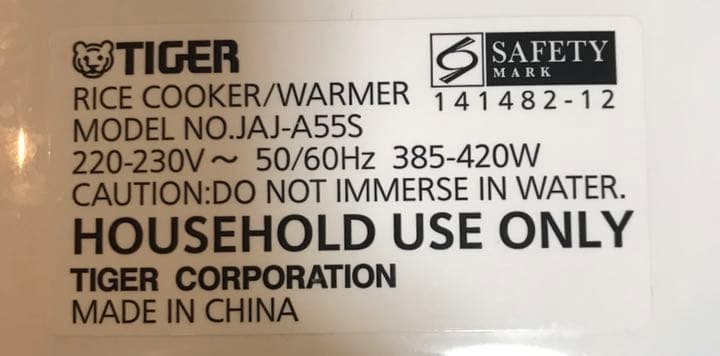 TIGER
SAFETY
MARK
RICE COOKER/WARMER
141482-12
MODEL NO.JAJ-A55S
220-230V～ 50/60Hz 385-420W
CAUTION:DO NOT IMMERSE IN WATER.
HOUSEHOLD USE ONLY
TIGER CORPORATION
MADE IN CHINA